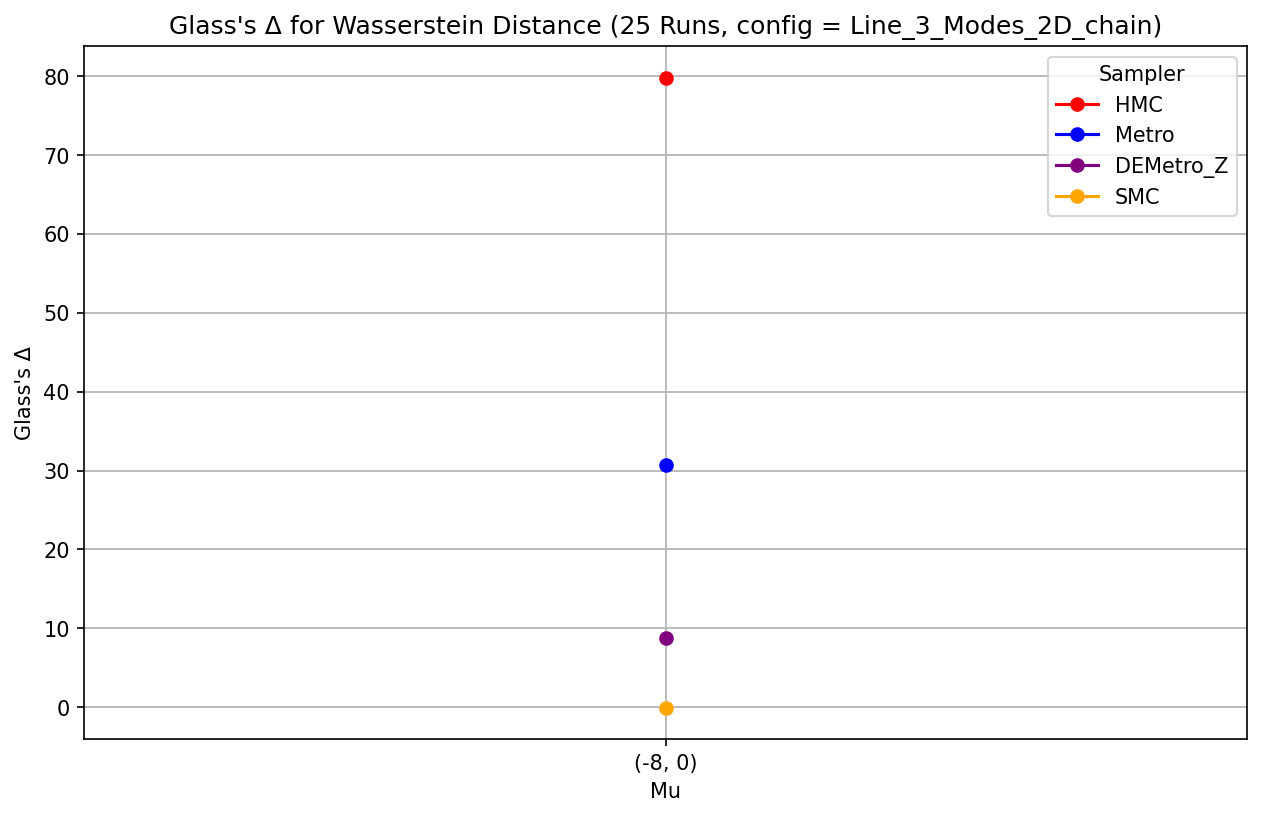 Glass's Δ for Wasserstein Distance (25 Runs, config = Line_3_Modes_2D_chain)
Sampler
HMC
Metro
DEMetro_Z
SMC
Glass's Δ
80
70
60
50
40
30
20
10
0
(-8, 0)
Mu